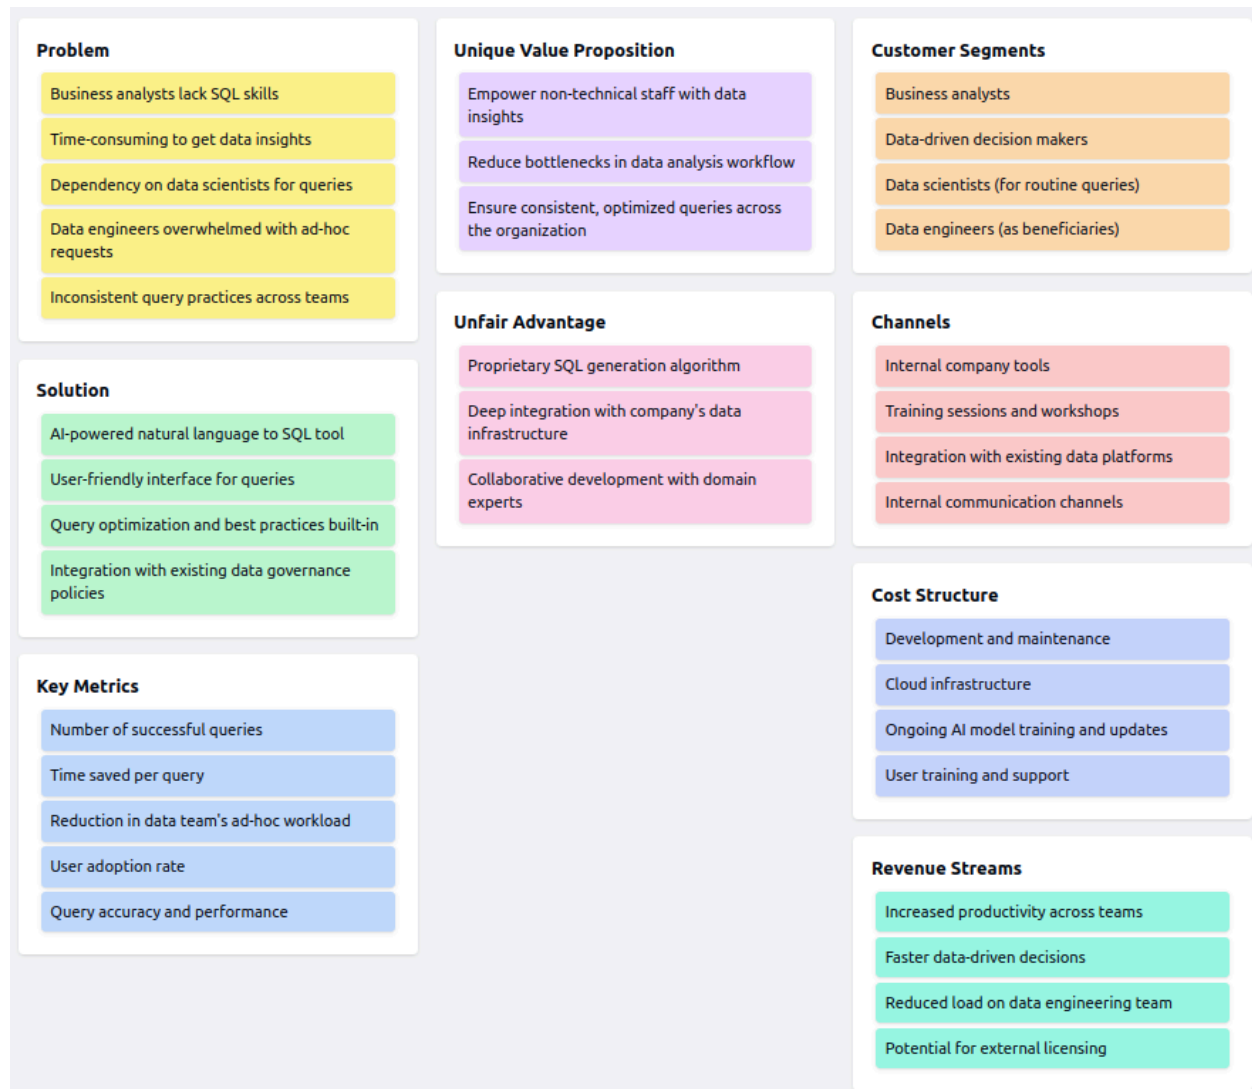 Problem
Business analysts lack SQL skills
Time-consuming to get data insights
Dependency on data scientists for queries
Data engineers overwhelmed with ad-hoc
requests
Inconsistent query practices across teams
Solution
AI-powered natural language to SQL tool
User-friendly interface for queries
Query optimization and best practices built-in
Integration with existing data governance
policies
Key Metrics
Number of successful queries
Time saved per query
Reduction in data team's ad-hoc workload
User adoption rate
Query accuracy and performance
Unique Value Proposition
Empower non-technical staff with data
insights
Reduce bottlenecks in data analysis workflow
Ensure consistent, optimized queries across
the organization
Unfair Advantage
Proprietary SQL generation algorithm
Deep integration with company's data
infrastructure
Collaborative development with domain
experts
Customer Segments
Business analysts
Data-driven decision makers
Data scientists (for routine queries)
Data engineers (as beneficiaries)
Channels
Internal company tools
Training sessions and workshops
Integration with existing data platforms
Internal communication channels
Cost Structure
Development and maintenance
Cloud infrastructure
Ongoing AI model training and updates
User training and support
Revenue Streams
Increased productivity across teams
Faster data-driven decisions
Reduced load on data engineering team
Potential for external licensing